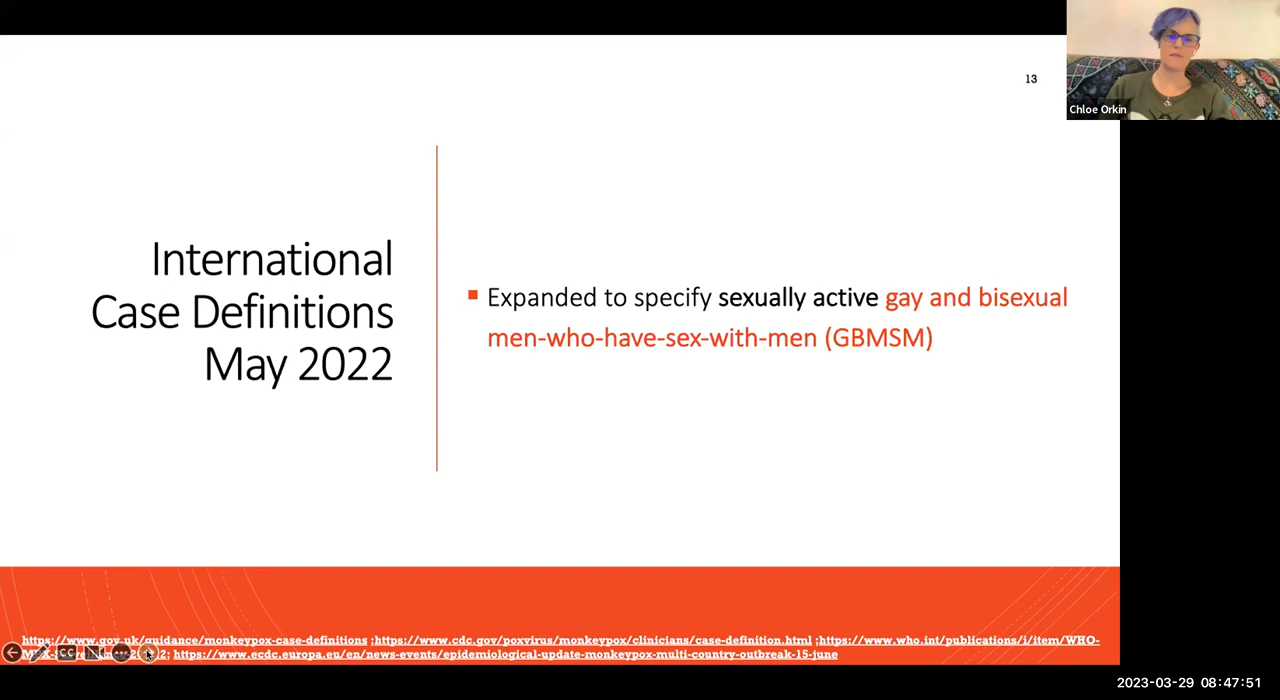 13
Chloe Orkin
International
Case Definitions
May 2022
Expanded to specify sexually active gay and bisexual
men-who-have-sex-with-men (GBMSM)
https://www.gov.uk/guidance/monkeypox-case-definitions ;https://www.cdc.gov/poxvirus/monkeypox/clinicians/case-definition.html ;https://www.who.int/publications/i/item/WHO-
https://www.ecdc.europa.eu/en/news-events/epidemiological-update-monkeypox-multi-country-outbreak-15-june
2023-03-29 08:47:51